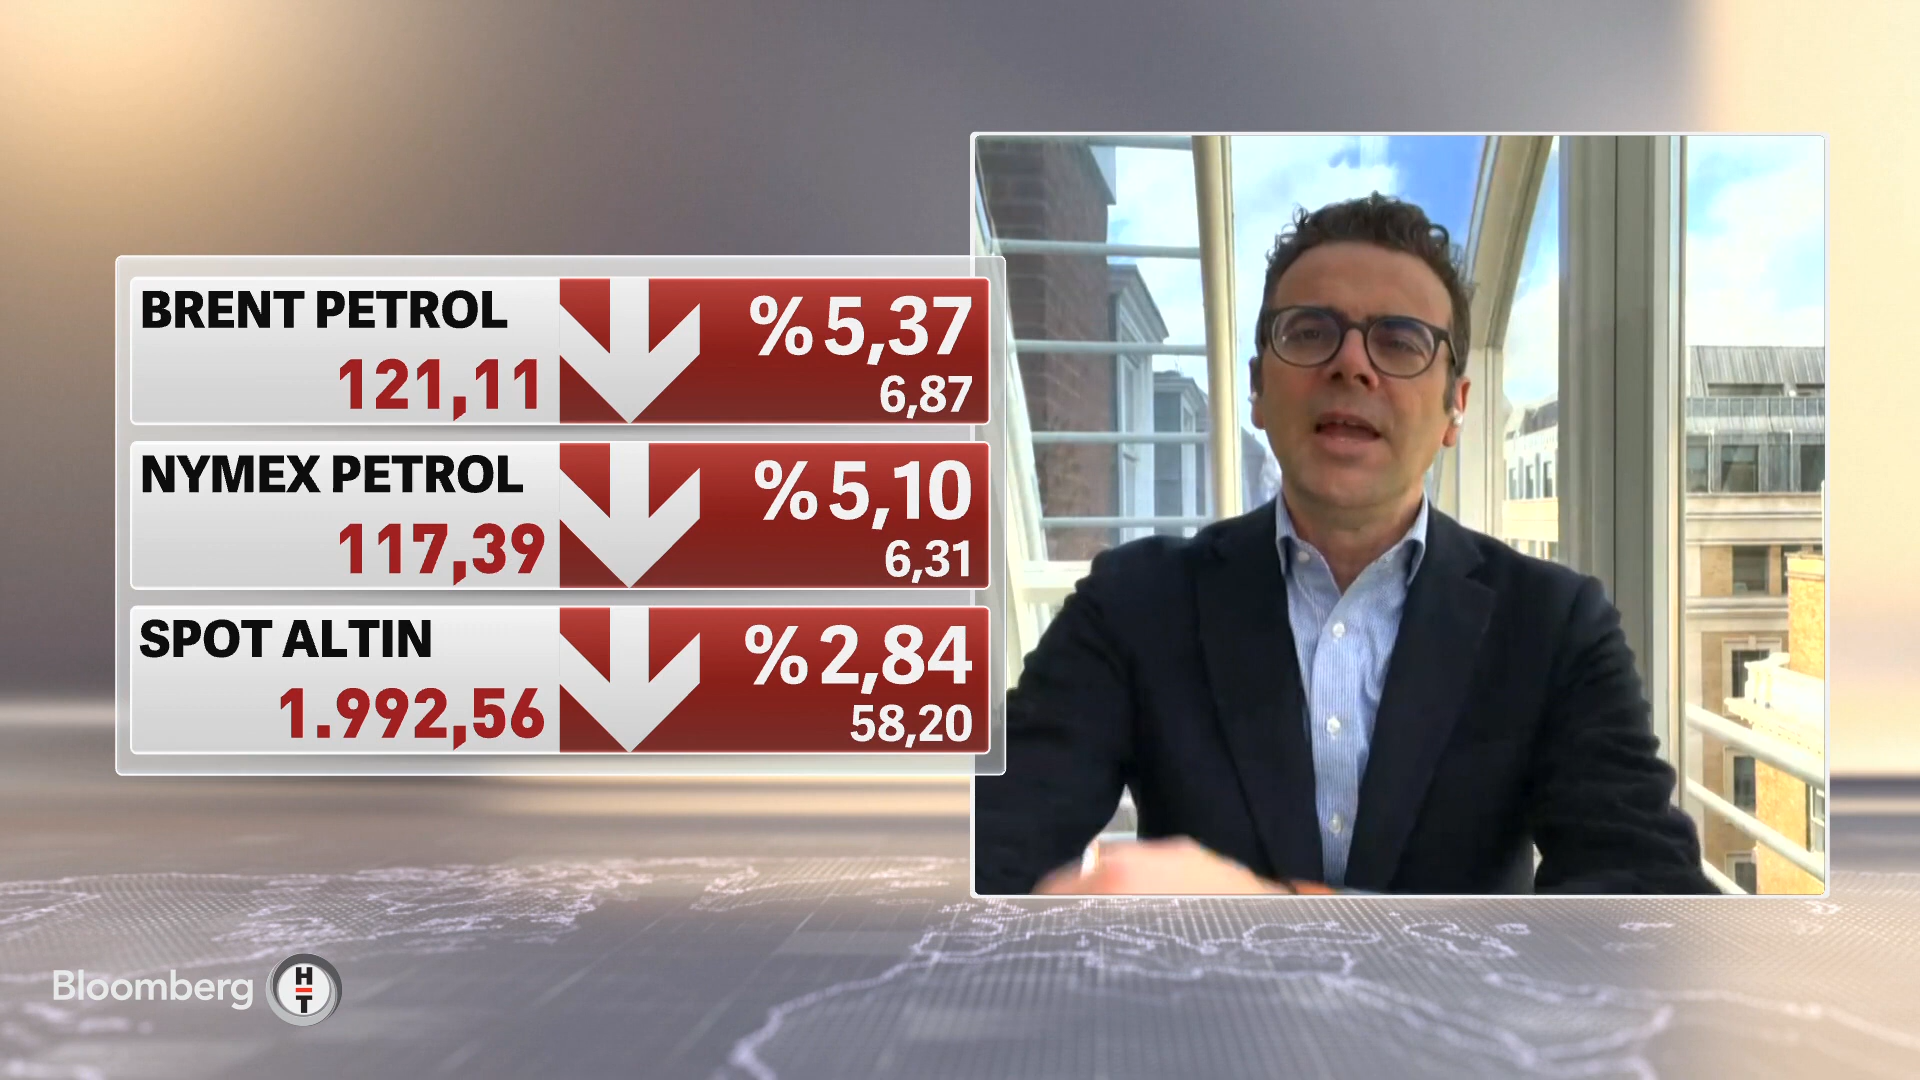 BRENT PETROL
121,11
%5,37
6,87
NYMEX PETROL
117,39
%5,10
6,31
SPOT ALTIN
1.992,56
%2,84
58,20
Bloomberg HT